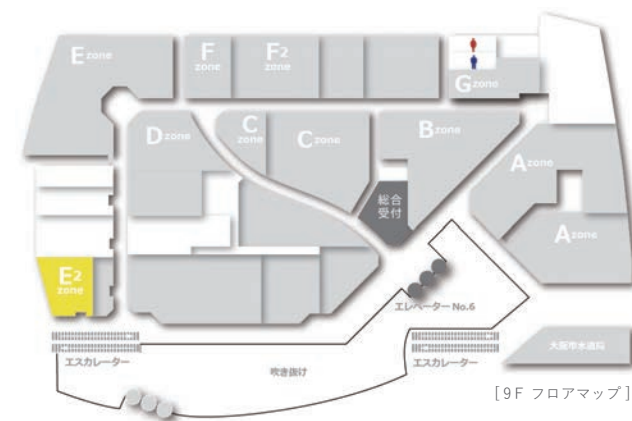 E zone
F
zone
F2
zone
G zone
D zone
C
zone
C zone
B zone
A zone
総合
受付
A zone
E2
zone
エレベーター No.6
エスカレーター
吹き抜け
エスカレーター
大阪市水道局
[9F フロアマップ]